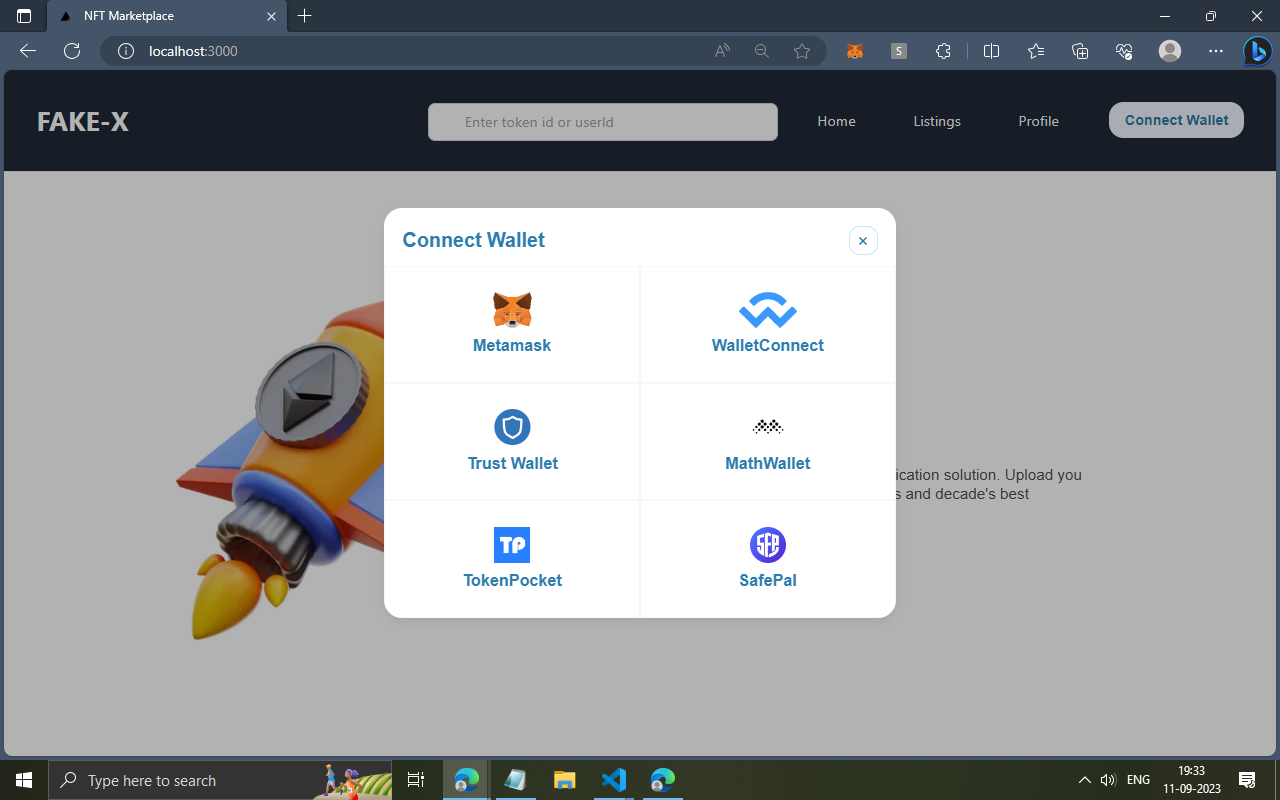 NFT Marketplace
localhost:3000
FAKE-X
Enter token id or userId
Home
Listings
Profile
Connect Wallet
Connect Wallet
Metamask
WalletConnect
Trust Wallet
MathWallet
ication solution. Upload you
s and decade's best
TP
SFP
TokenPocket
SafePal
Type here to search
ENG
19:33
11-09-2023